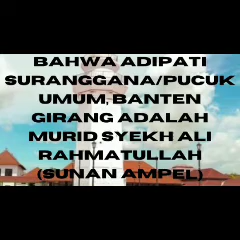 BAHWA ADIPATI
SURANGGANA/PUCUK
UMUM, BANTEN
GIRANG ADALAH
MURID SYEKH ALI
RAHMATULLAH
(SUNAN AMPEL)